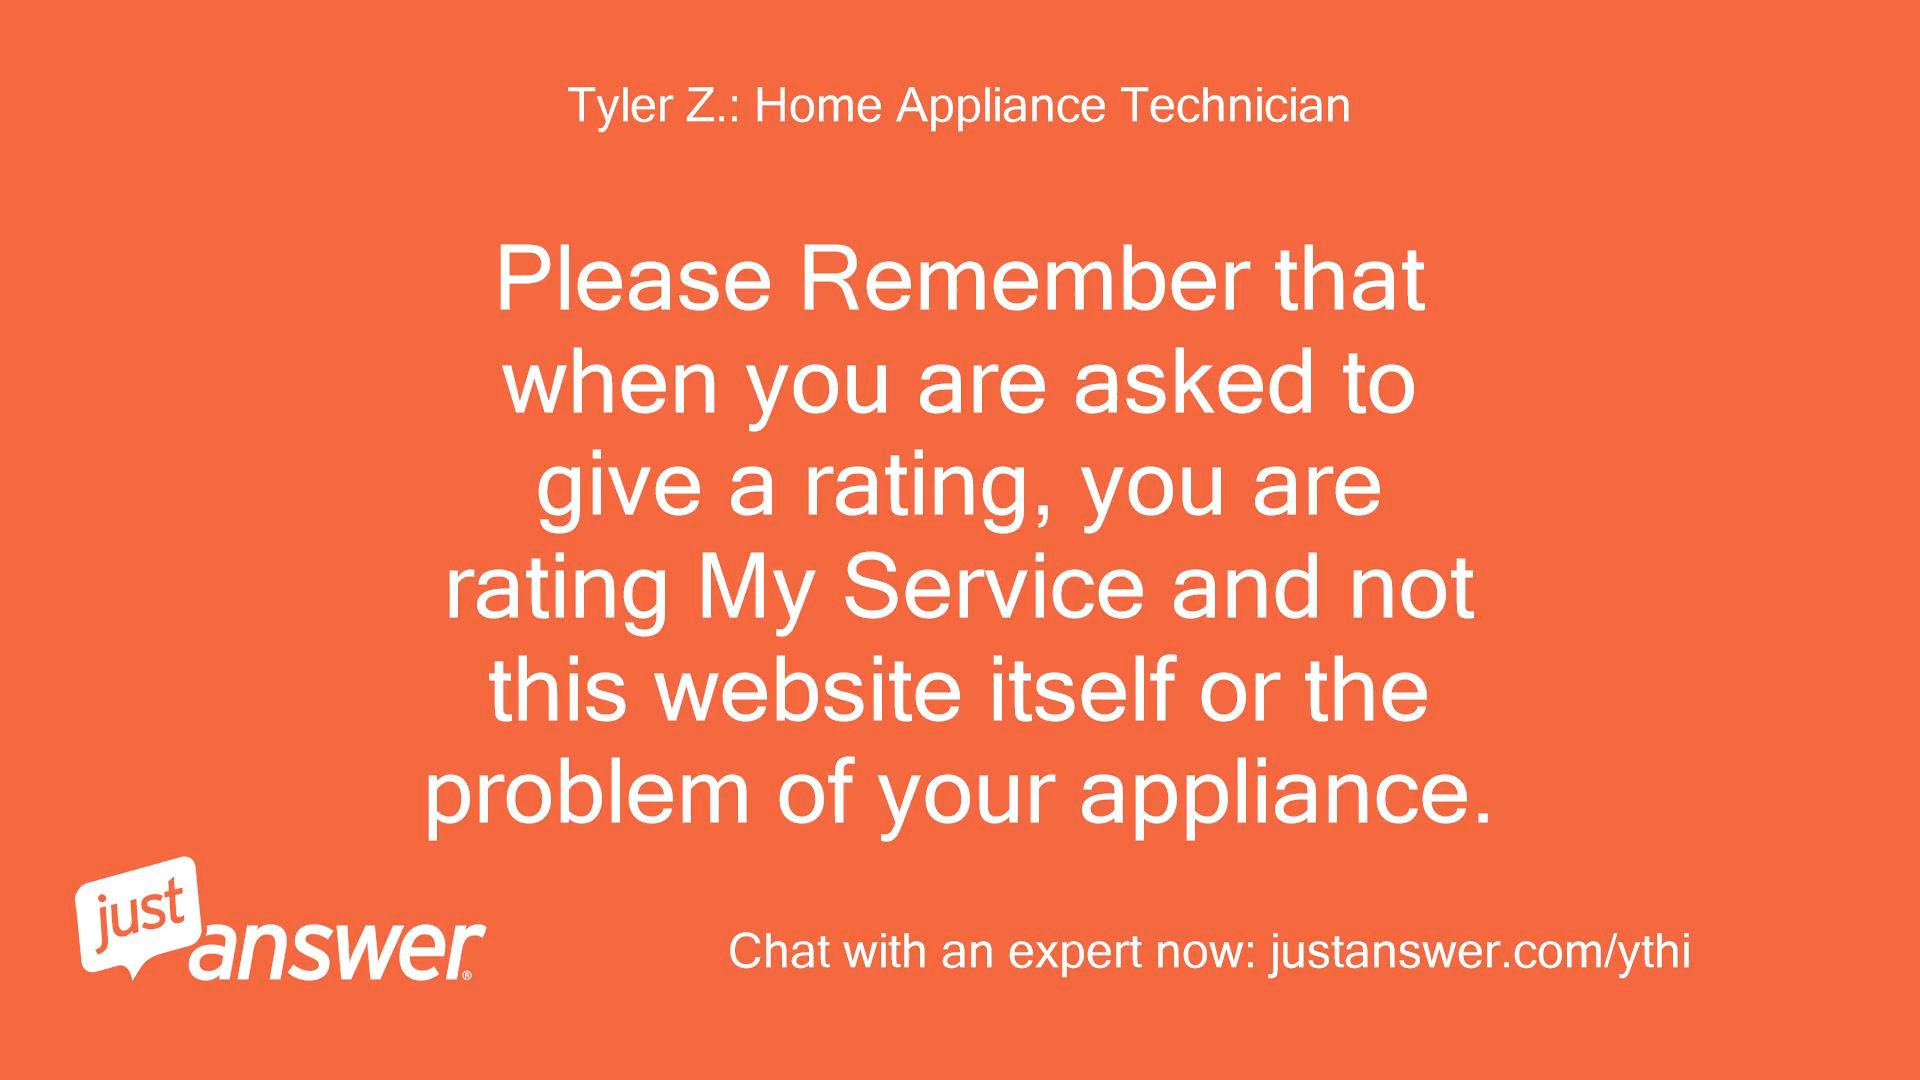 Tyler Z.: Home Appliance Technician
Please Remember that
when you are asked to
give a rating, you are
rating My Service and not
this website itself or the
problem of your appliance.
just
answer®
Chat with an expert now: justanswer.com/ythi